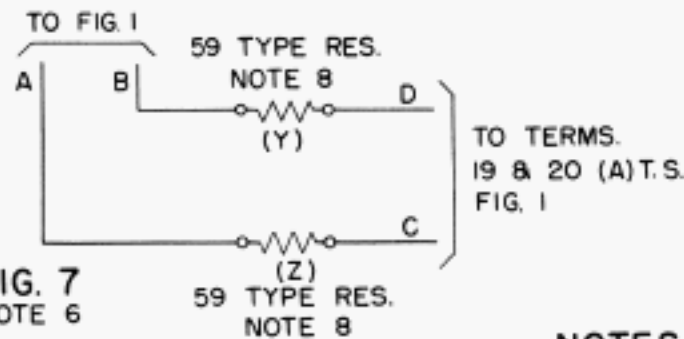 TO FIG. 1
A
B
59 TYPE RES.
NOTE 8
(Y)
D
TO TERMS.
19 & 20 (A) T.S.
FIG. 1
C
(Z)
59 TYPE RES.
NOTE 8
IG. 7
OTE 6
NOTES